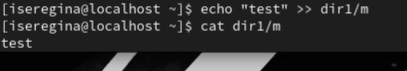 [iseregina@localhost ~]$ echo "test" >> dir1/m
[iseregina@localhost ~]$ cat dir1/m
test